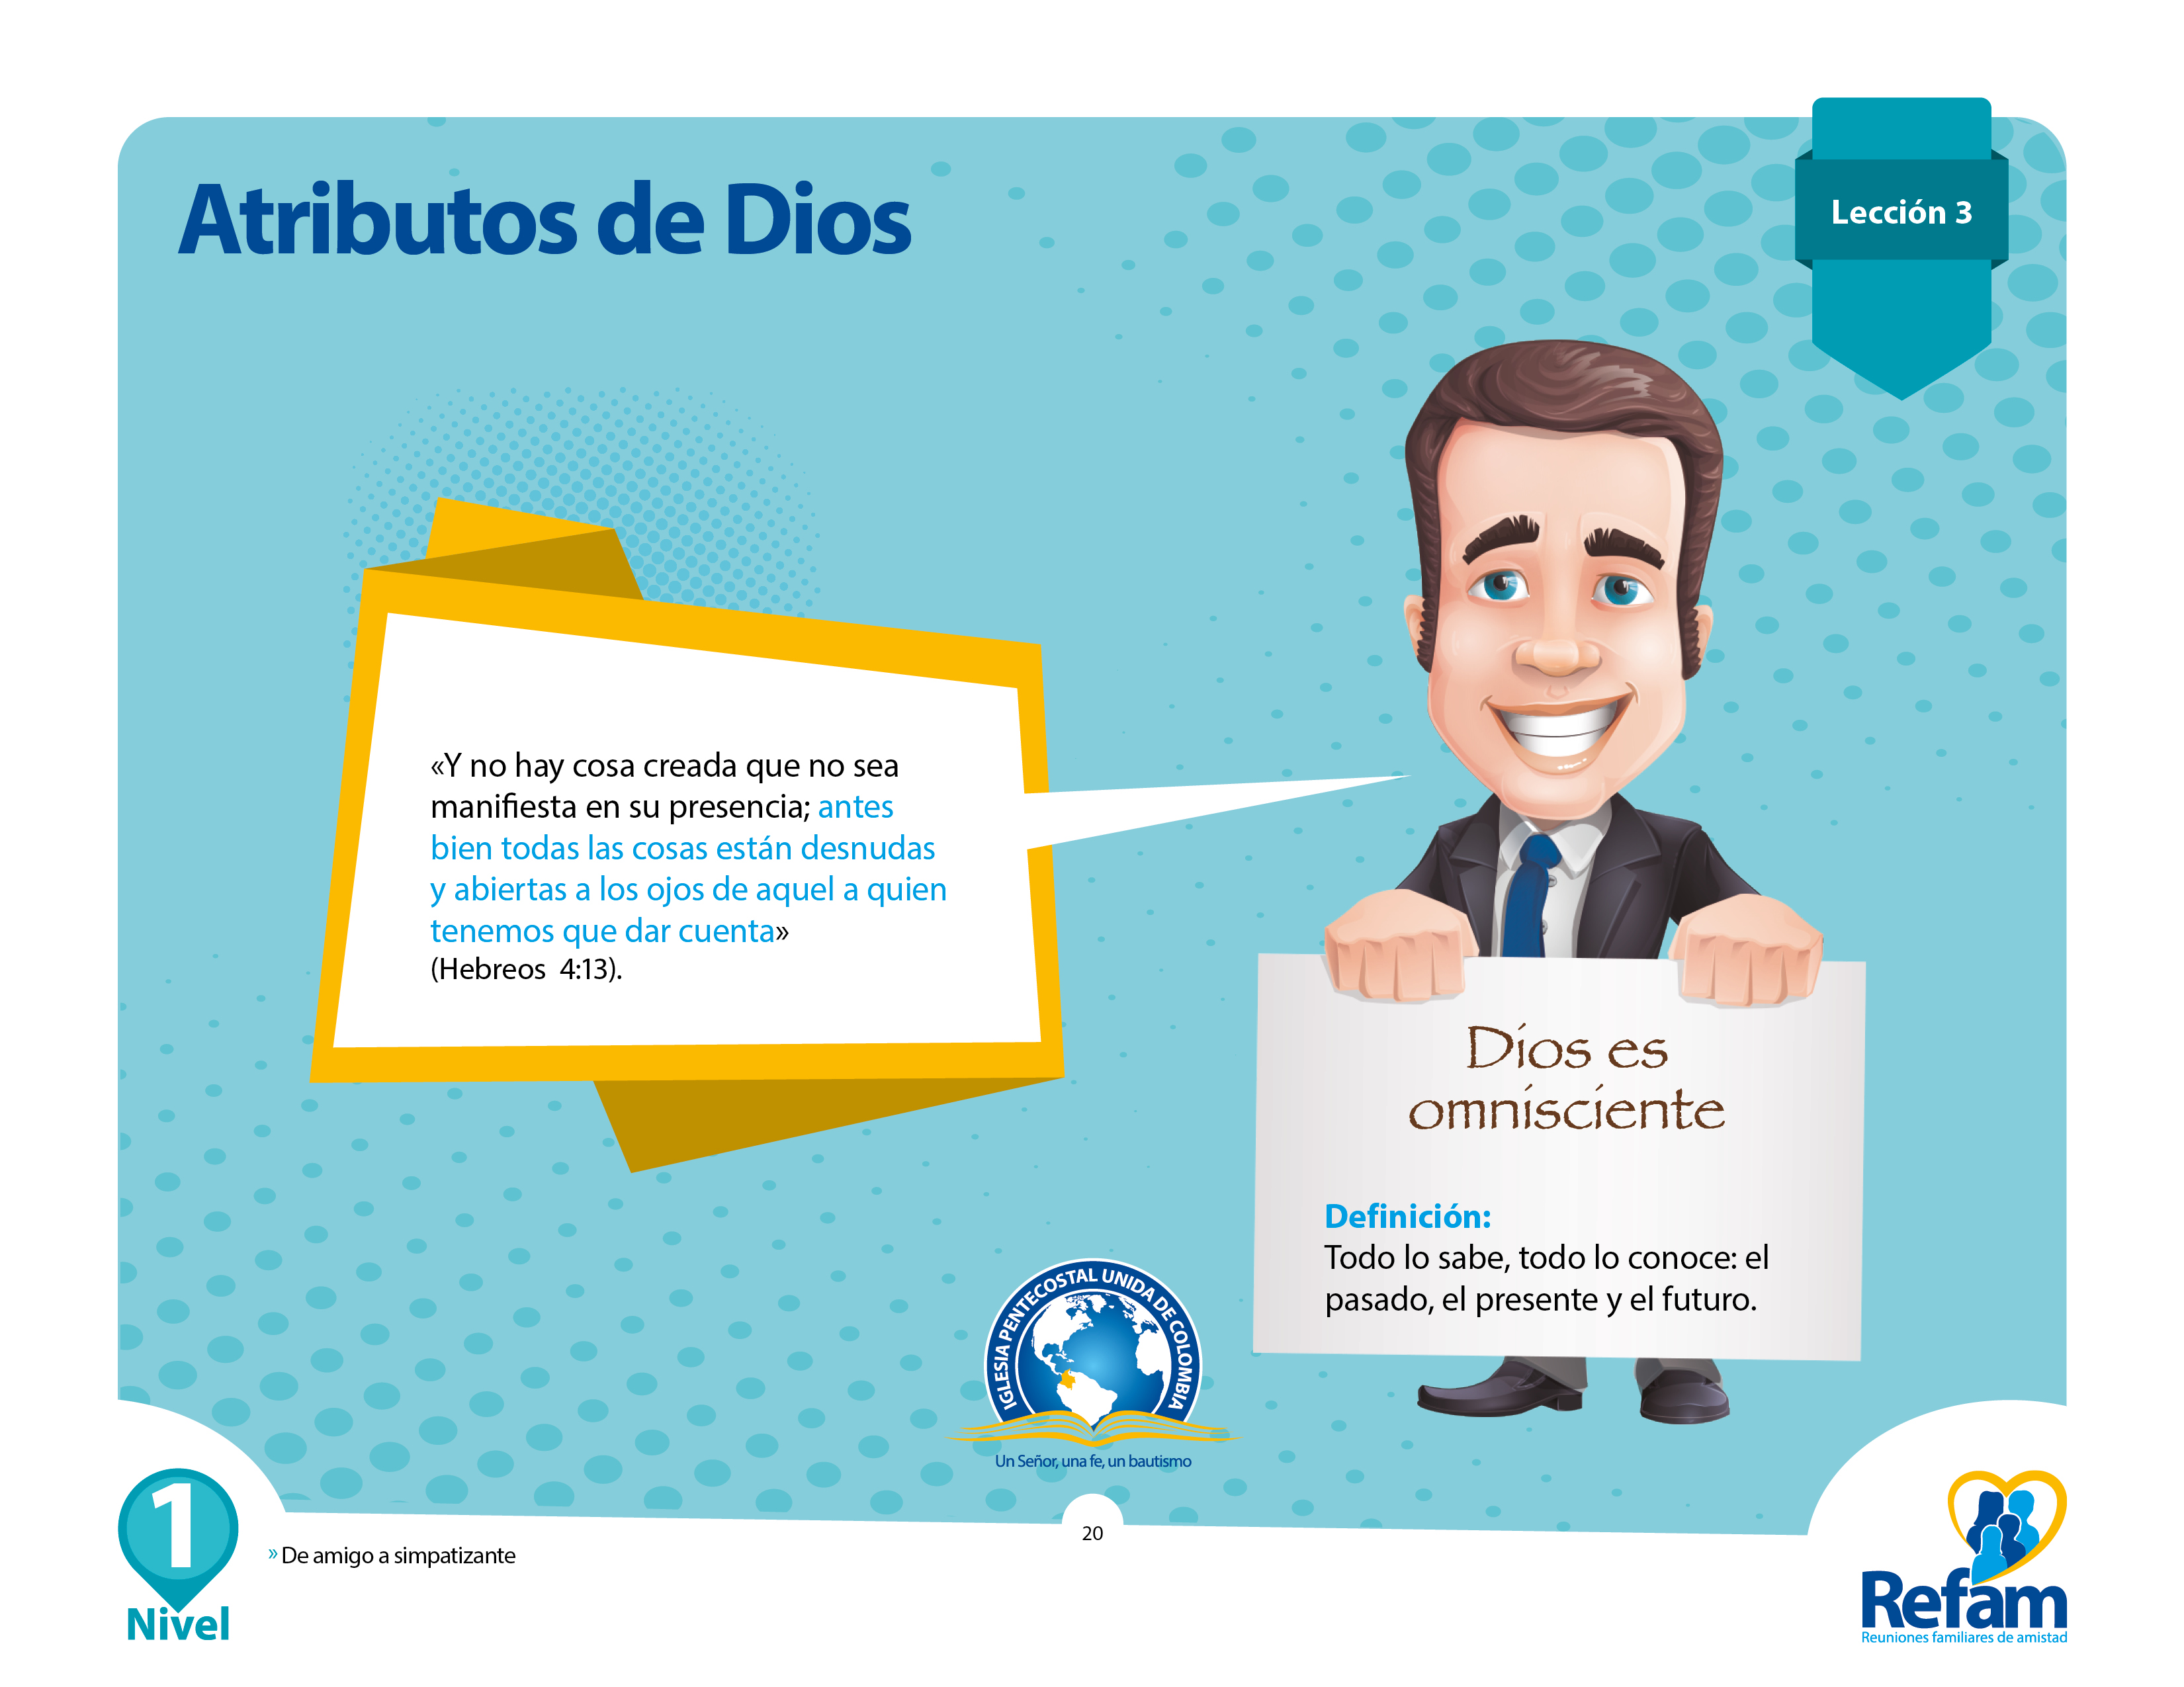 Atributos de Dios
Lección 3
«Y no hay cosa creada que no sea
manifiesta en su presencia; antes
bien todas las cosas están desnudas
y abiertas a los ojos de aquel a quien
tenemos que dar cuenta»
(Hebreos 4:13).
Dios es
omnisciente
Definición:
Todo lo sabe, todo lo conoce: el
pasado, el presente y el futuro.
IGLESIA PENTECOSTAL UNIDA DE COLOMBIA
Un Señor, una fe, un bautismo
1
Nivel
» De amigo a simpatizante
20
Refam
Reuniones familiares de amistad